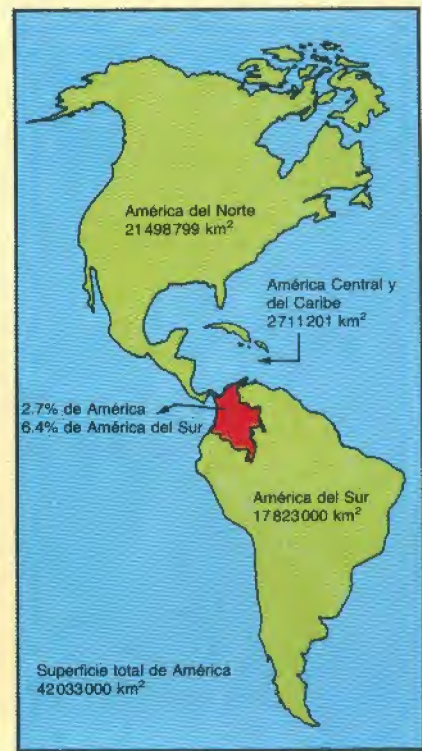 América del Norte
21498799 km²
América Central y
del Caribe
2711201 km²
2.7% de América
6.4% de América del Sur
América del Sur
17823000 km²
Superficie total de América
42033000 km²